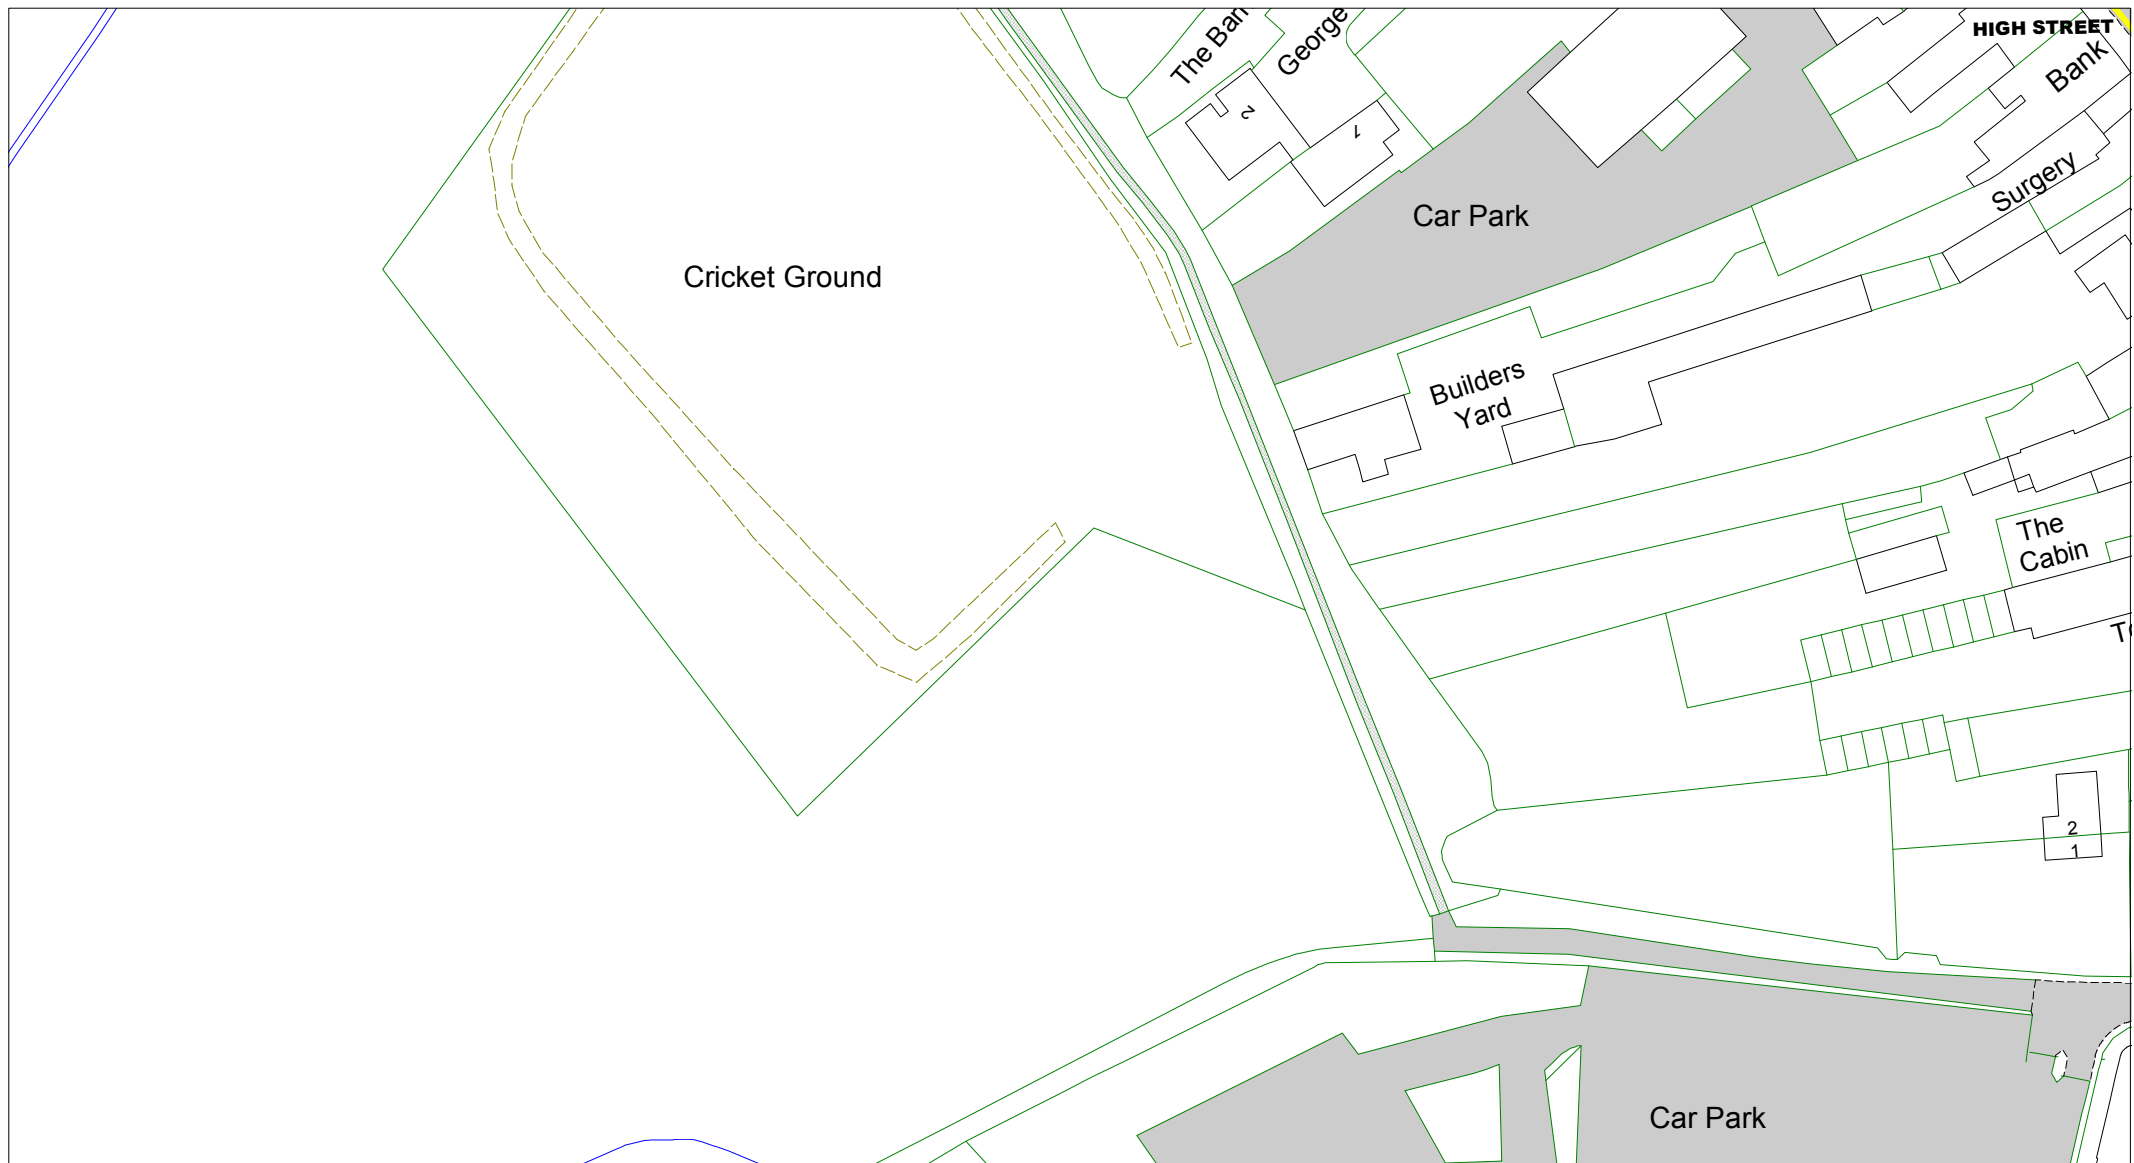 HIGH STREET
The Ban
George
Bank
2
1
Surgery
Car Park
Cricket Ground
Builders
Yard
The
Cabin
2
1
Car Park